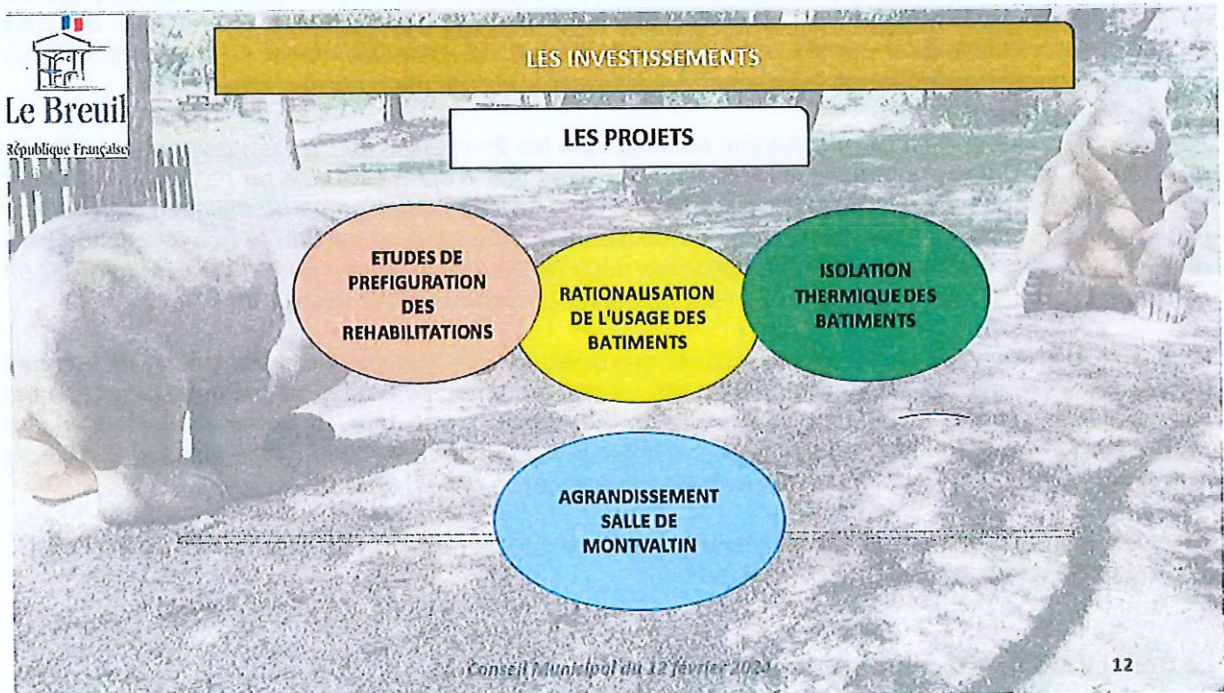 Le Breuil
République Française
LES INVESTISSEMENTS
LES PROJETS
ETUDES DE
PREFIGURATION
DES
REHABILITATIONS
RATIONALISATION
DE L'USAGE DES
BATIMENTS
ISOLATION
THERMIQUE DES
BATIMENTS
AGRANDISSEMENT
SALLE DE
MONTVALTIN
Conseil Municipal du 12 février 2024
12